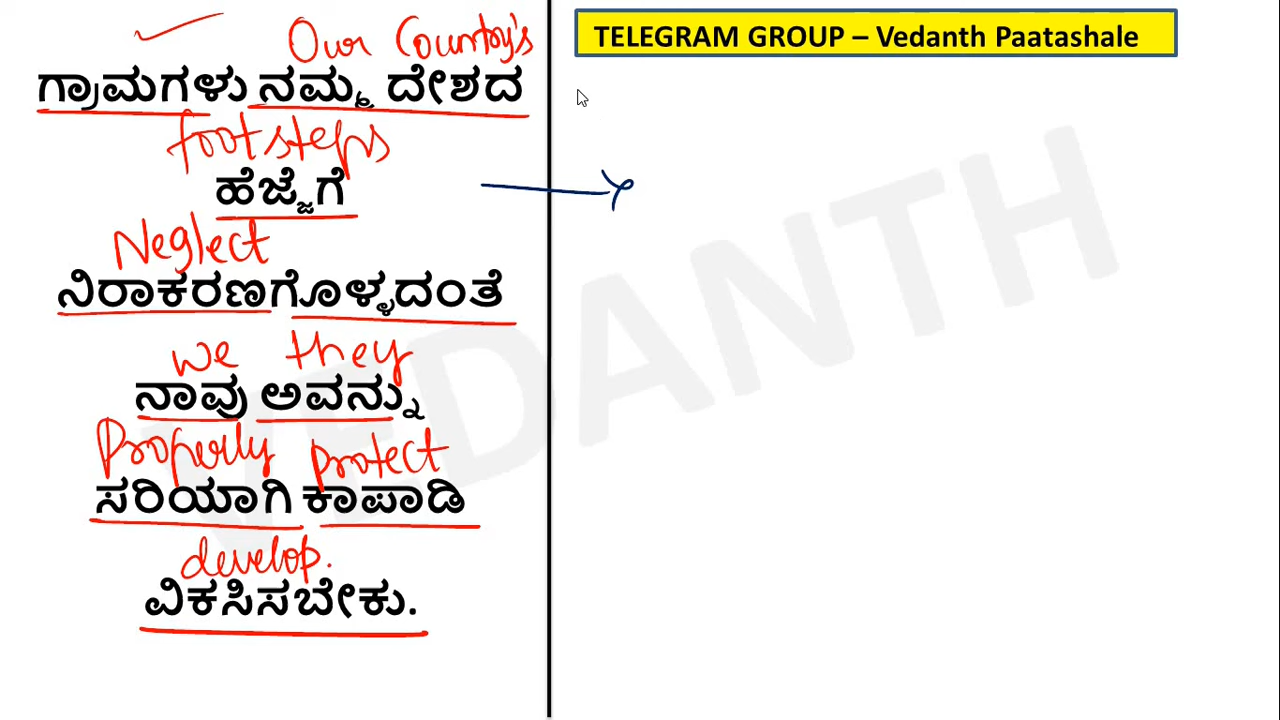 Our Country's
ಗ್ರಾಮಗಳು ನಮ್ಮ ದೇಶದ
footsteps
ಹೆಜ್ಜೆಗೆ
Neglect
ನಿರಾಕರಣಗೊಳ್ಳದಂತೆ
we they
ನಾವು ಅವನ್ನು
Properly protect
ಸರಿಯಾಗಿ ಕಾಪಾಡಿ
develop.
ವಿಕಸಿಸಬೇಕು.
TELEGRAM GROUP – Vedanth Paatashale
VEDANTH